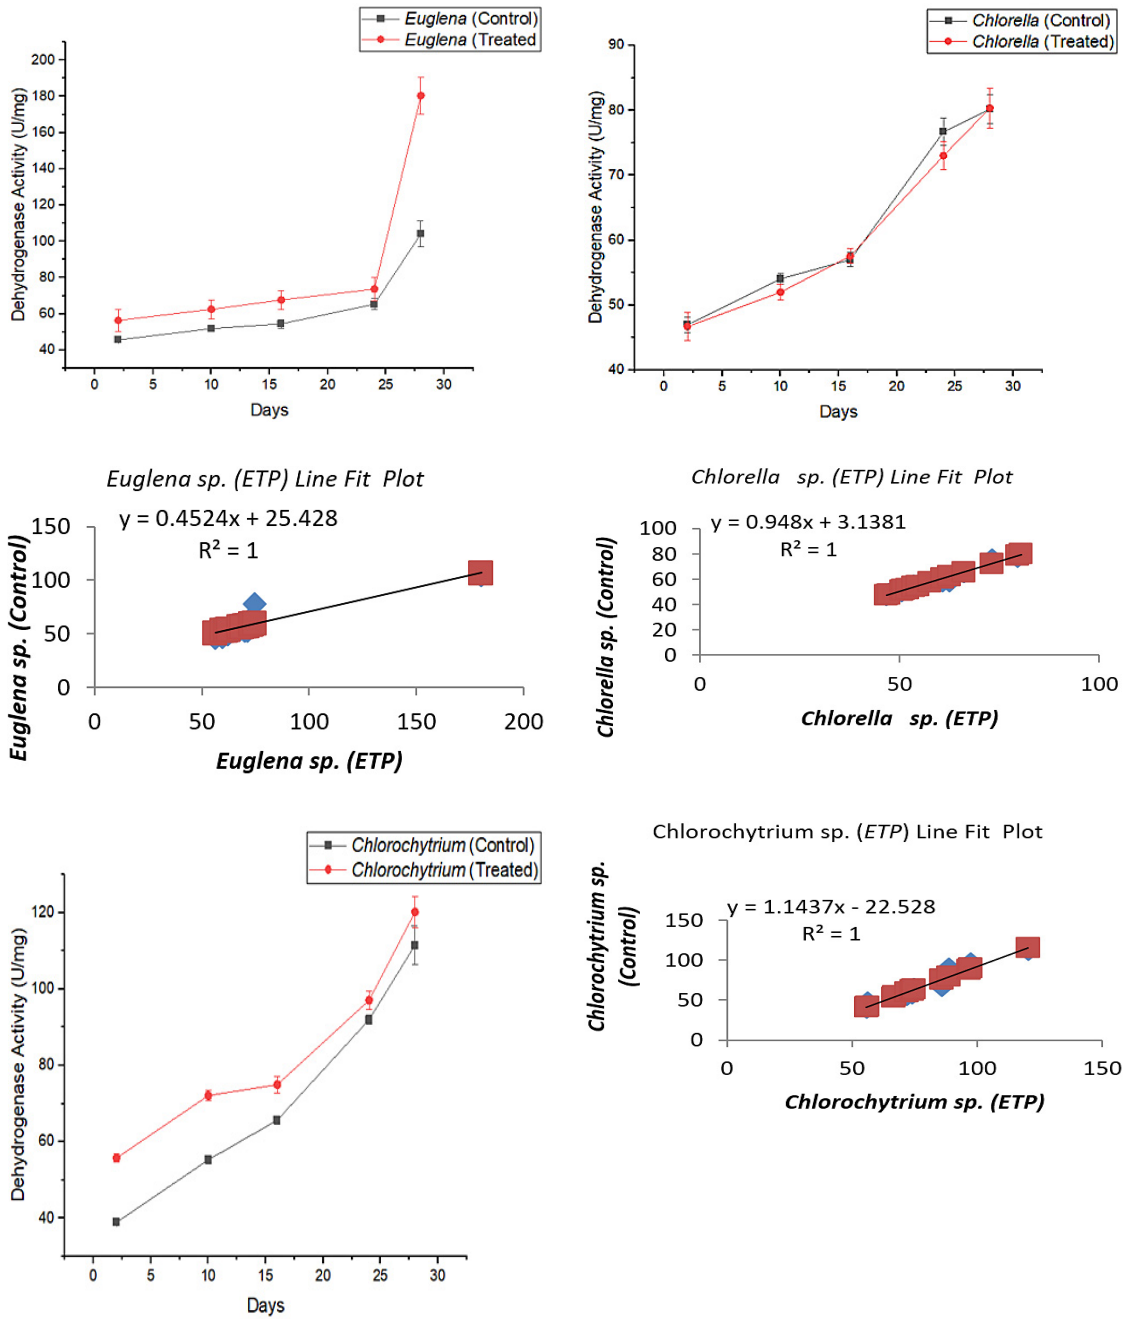 Euglena (Control)
Euglena (Treated
Dehydrogenase Activity (U/mg)
200
180
160
140
120
100
80
60
40
0 5 10 15 20 25 30
Days
Chlorella (Control)
Chlorella (Treated)
Dehydrogenase Activity (U/mg)
90
80
70
60
50
40
0 5 10 15 20 25 30
Days
Euglena sp. (ETP) Line Fit Plot
y = 0.4524x + 25.428
R² = 1
Euglena sp. (Control)
150
100
50
0
0 50 100 150 200
Euglena sp. (ETP)
Chlorella sp. (ETP) Line Fit Plot
y = 0.948x + 3.1381
R² = 1
Chlorella sp. (Control)
100
80
60
40
20
0
0 50 100
Chlorella sp. (ETP)
Chlorochytrium (Control)
Chlorochytrium (Treated)
Dehydrogenase Activity (U/mg)
120
100
80
60
40
0 5 10 15 20 25 30
Days
Chlorochytrium sp. (ETP) Line Fit Plot
y = 1.1437x - 22.528
R² = 1
Chlorochytrium sp.
(Control)
150
100
50
0
0 50 100 150
Chlorochytrium sp. (ETP)